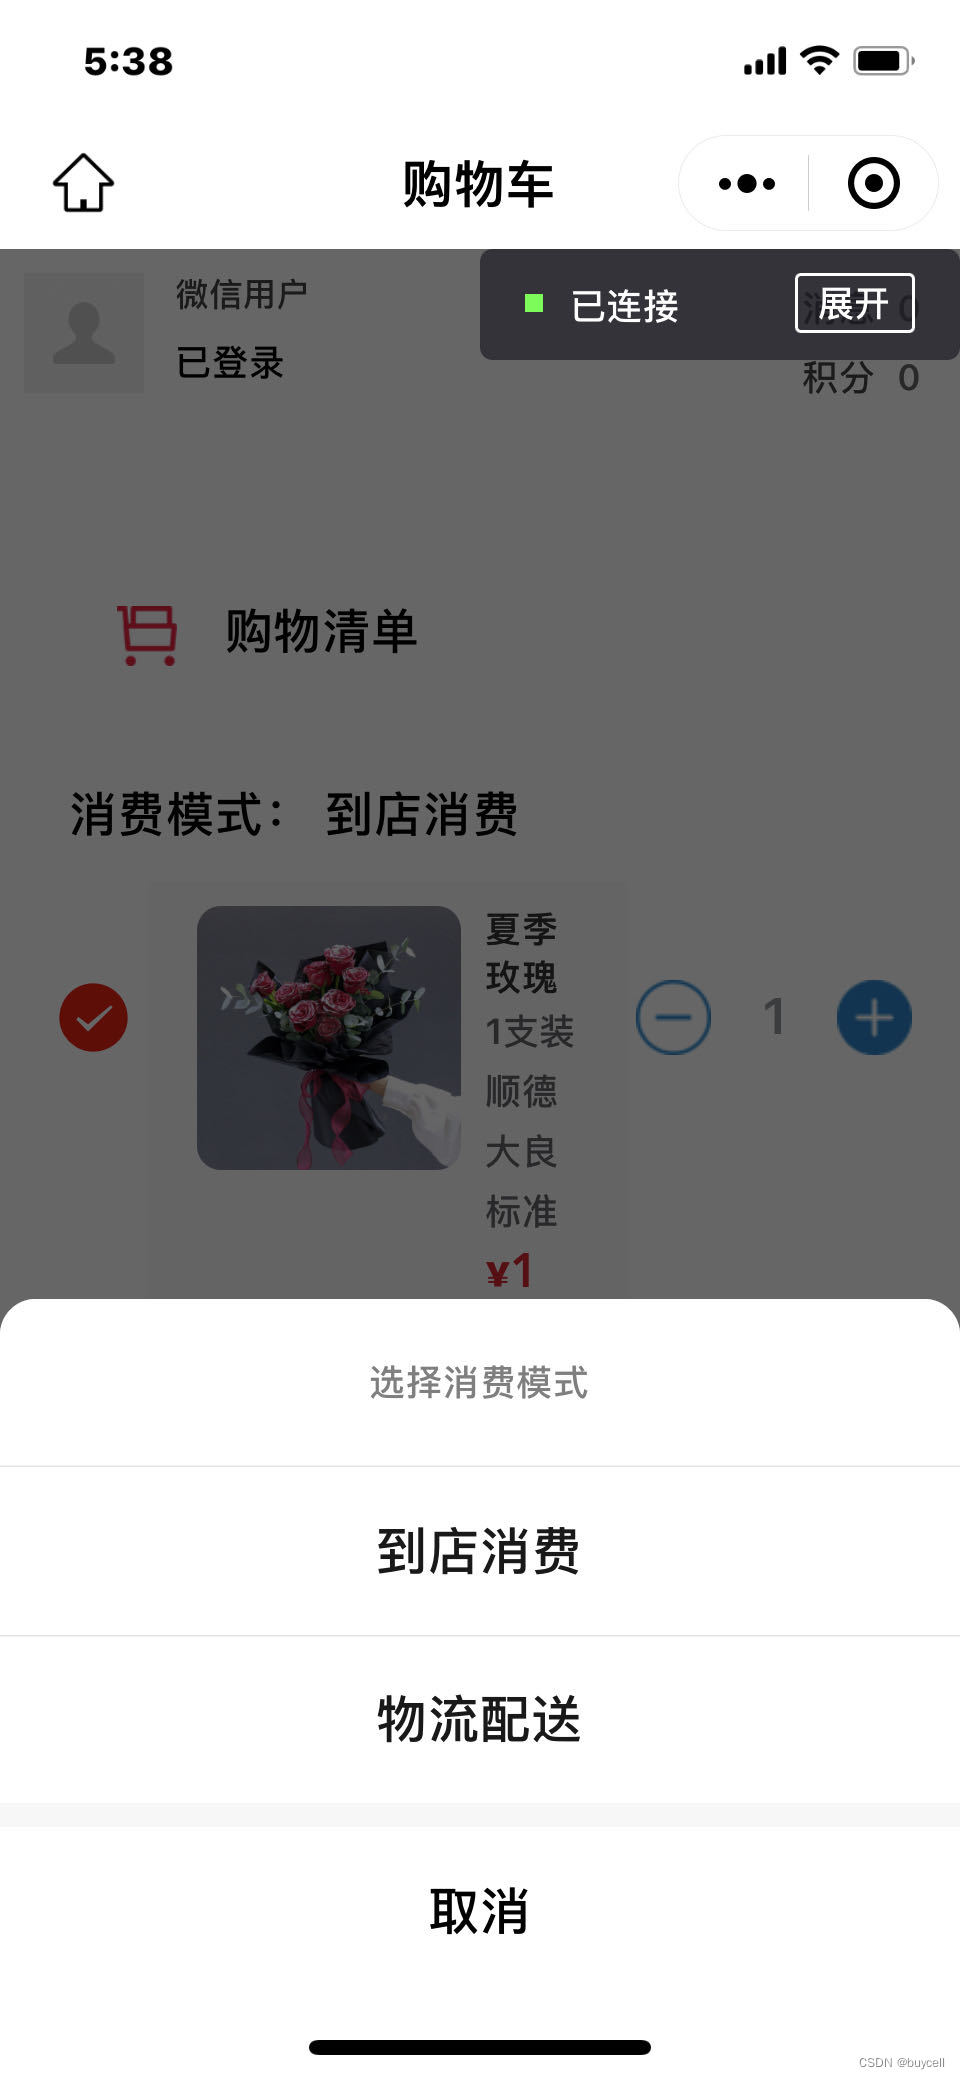 5:38
购物车
微信用户
已连接
展开
消息 0
已登录
积分 0
购物清单
消费模式： 到店消费
夏季
玫瑰
1支装
顺德
大良
标准
¥1
1
选择消费模式
到店消费
物流配送
取消
CSDN @buycell